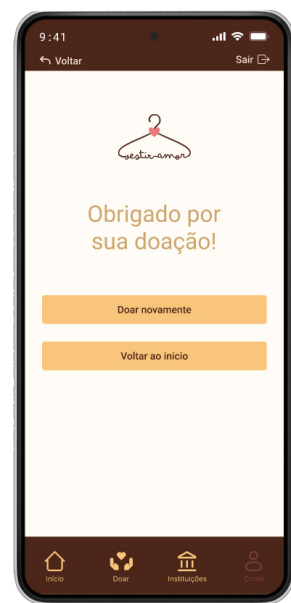 9:41
Voltar
Sair
vestir-amor
Obrigado por
sua doação!
Doar novamente
Voltar ao inicio
Início
Doar
Instituições
Conta